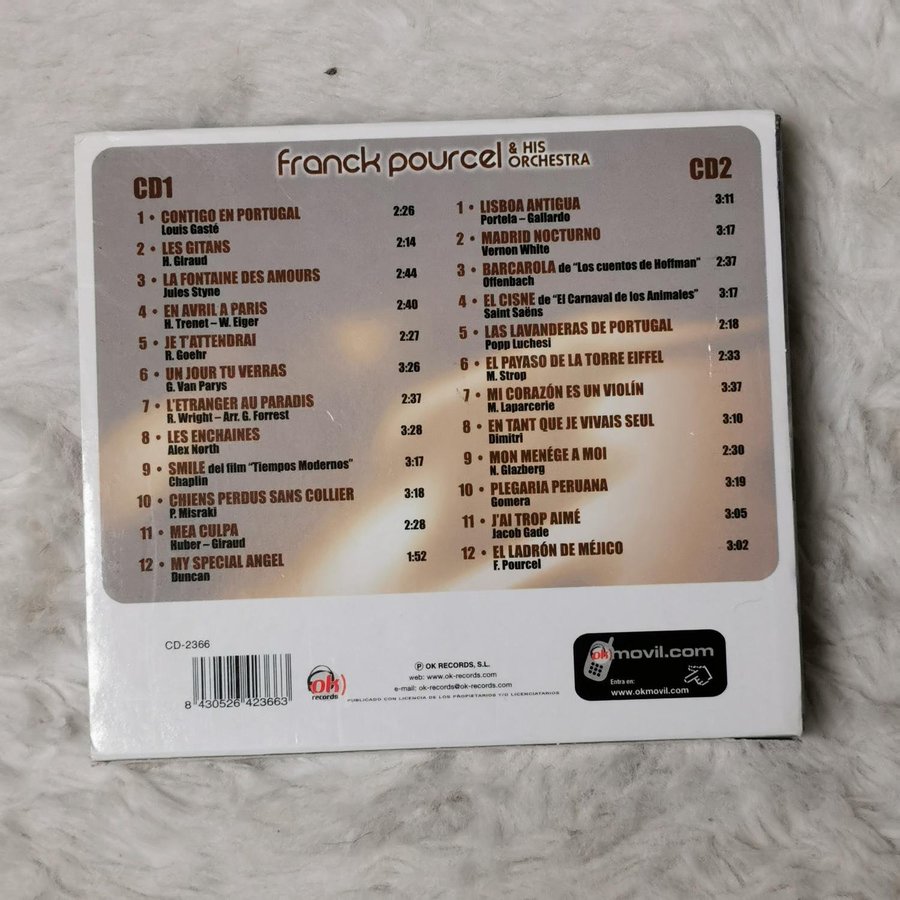 franck pourcel & HIS ORCHESTRA
CD1
1 • CONTIGO EN PORTUGAL 2:26
Louis Gasté
2 • LES GITANS 2:14
H. Giraud
3 • LA FONTAINE DES AMOURS 2:44
Jules Styne
4 • EN AVRIL A PARIS 2:40
H. Trenet – W. Eiger
5 • JE T'ATTENDRAI 2:27
R. Goehr
6 • UN JOUR TU VERRAS 3:26
G. Van Parys
7 • L'ETRANGER AU PARADIS 2:37
R. Wright – Arr. G. Forrest
8 • LES ENCHAINES 3:28
Alex North
9 • SMILE del film "Tiempos Modernos" 3:17
Chaplin
10 • CHIENS PERDUS SANS COLLIER 3:18
P. Misraki
11 • MEA CULPA 2:28
Huber – Giraud
12 • MY SPECIAL ANGEL 1:52
Duncan
CD2
1 • LISBOA ANTIGUA 3:11
Portela – Gallardo
2 • MADRID NOCTURNO 3:17
Vernon White
3 • BARCAROLA de "Los cuentos de Hoffman" 2:37
Offenbach
4 • EL CISNE de "El Carnaval de los Animales" 3:17
Saint Saëns
5 • LAS LAVANDERAS DE PORTUGAL 2:18
Popp Luchesi
6 • EL PAYASO DE LA TORRE EIFFEL 2:33
M. Strop
7 • MI CORAZÓN ES UN VIOLÍN 3:37
M. Laparcerie
8 • EN TANT QUE JE VIVAIS SEUL 3:10
Dimitri
9 • MON MENÉGE A MOI 2:30
N. Glazberg
10 • PLEGARIA PERUANA 3:19
Gomera
11 • J'AI TROP AIMÉ 3:05
Jacob Gade
12 • EL LADRÓN DE MÉJICO 3:02
F. Pourcel
CD-2366
8 430526 423663
ok)
records
℗ OK RECORDS, S.L.
web: www.ok-records.com
e-mail: ok-records@ok-records.com
PUBLICADO CON LICENCIA DE LOS PROPIETARIOS Y/O LICENCIATARIOS
ok)movil.com
Entra en:
www.okmovil.com